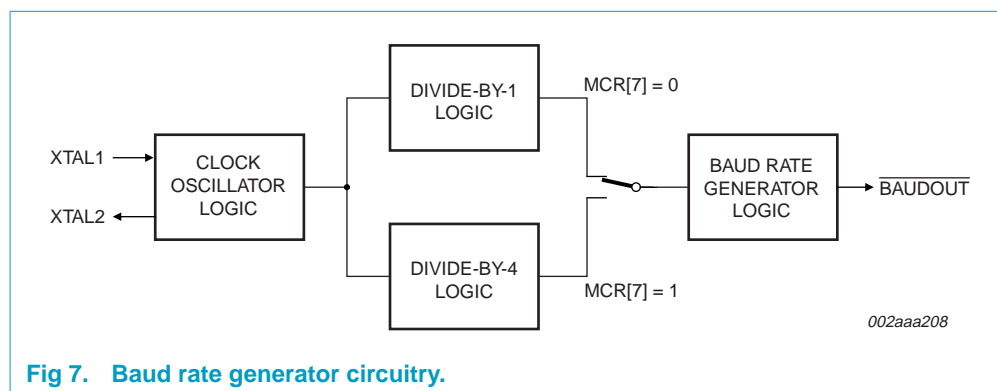 XTAL1
XTAL2
CLOCK
OSCILLATOR
LOGIC
DIVIDE-BY-1
LOGIC
MCR[7] = 0
DIVIDE-BY-4
LOGIC
MCR[7] = 1
BAUD RATE
GENERATOR
LOGIC
BAUDOUT
002aaa208
Fig 7. Baud rate generator circuitry.